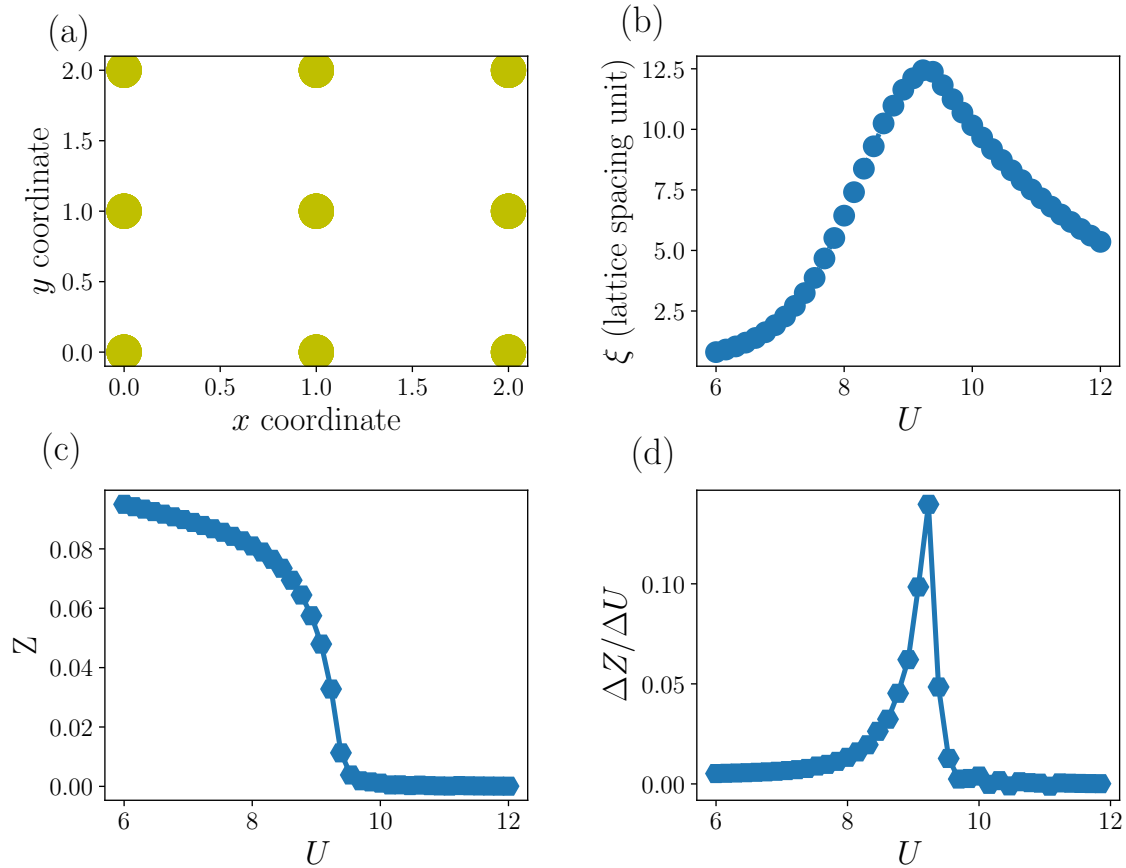 (a)
2.0
1.5
1.0
0.5
0.0
y coordinate
0.0 0.5 1.0 1.5 2.0
x coordinate
(b)
12.5
10.0
7.5
5.0
2.5
ξ (lattice spacing unit)
6 8 10 12
U
(c)
0.08
0.06
0.04
0.02
0.00
Z
6 8 10 12
U
(d)
0.10
0.05
0.00
ΔZ/ΔU
6 8 10 12
U